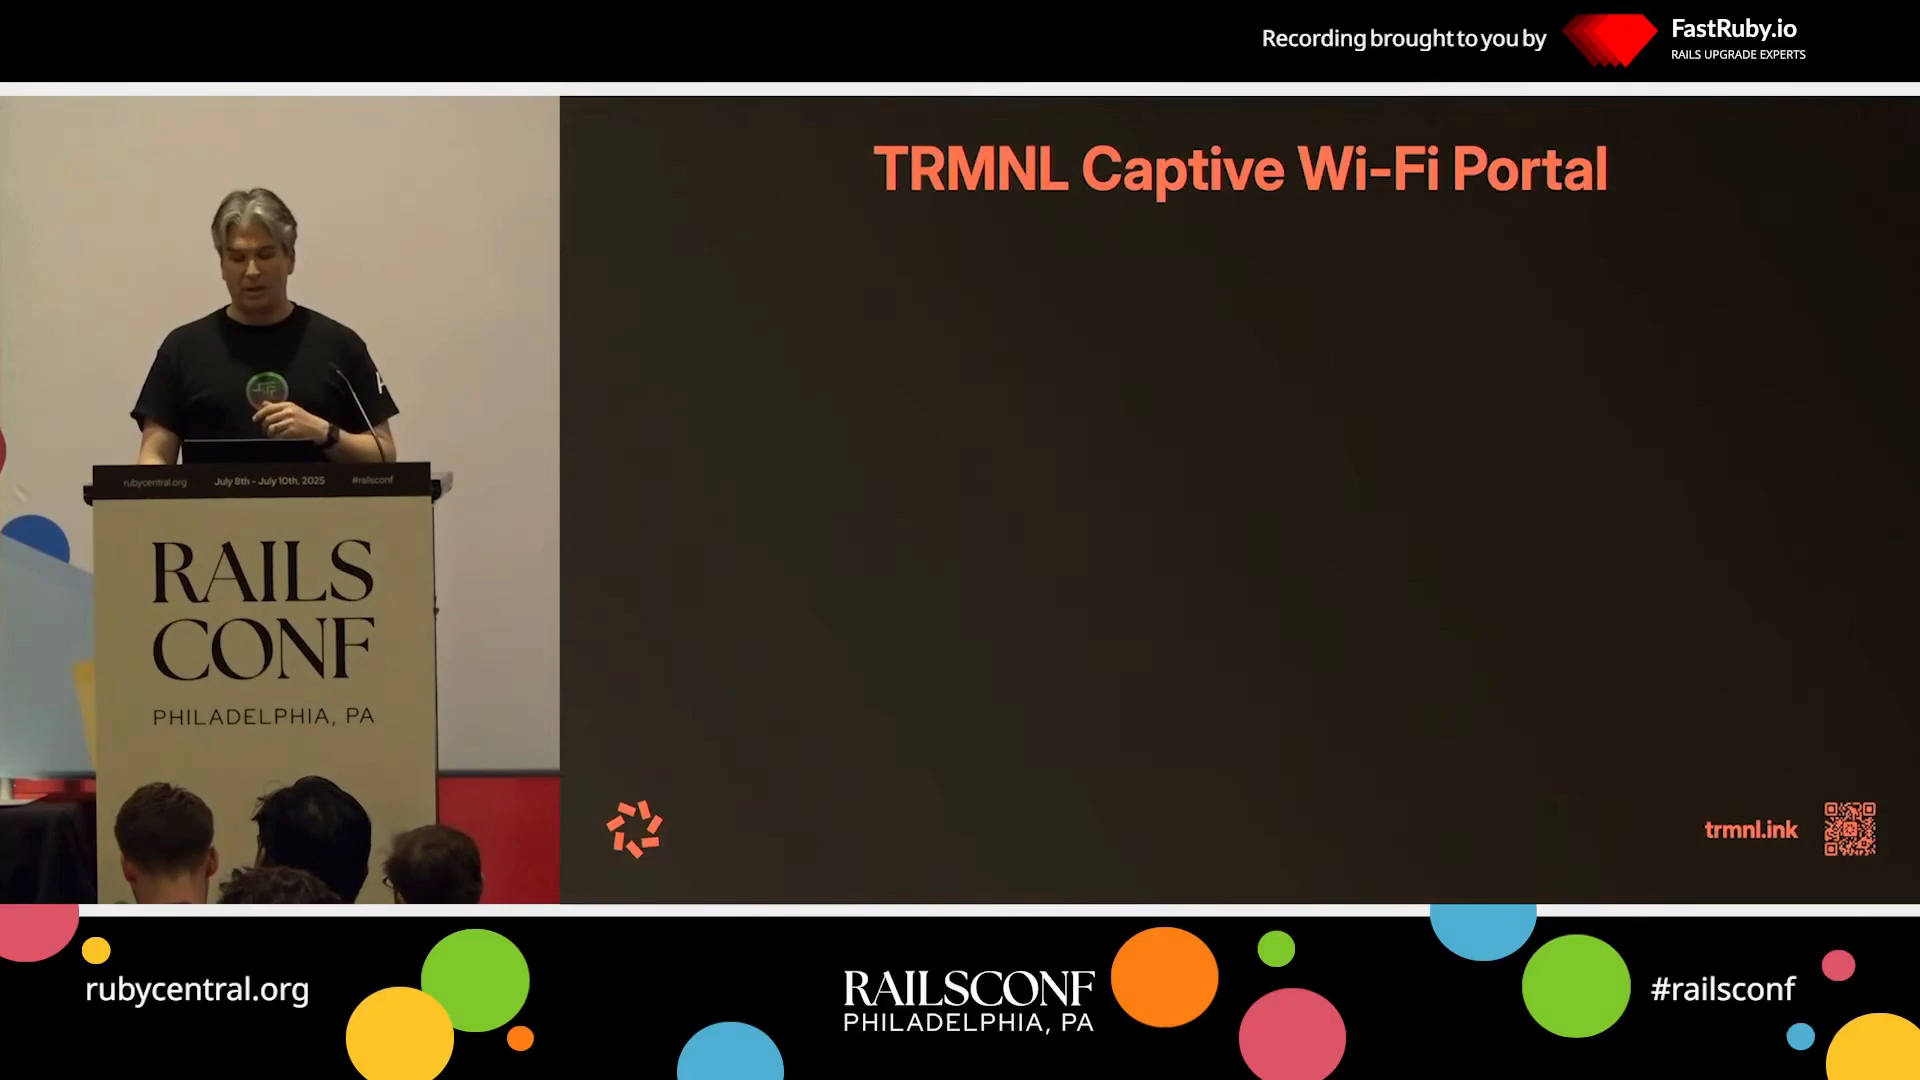 Recording brought to you by
FastRuby.io
RAILS UPGRADE EXPERTS
TRMNL Captive Wi-Fi Portal
rubycentral.org
July 8th - July 10th, 2025
#railsconf
RAILS
CONF
PHILADELPHIA, PA
trmnl.ink
rubycentral.org
RAILSCONF
PHILADELPHIA, PA
#railsconf